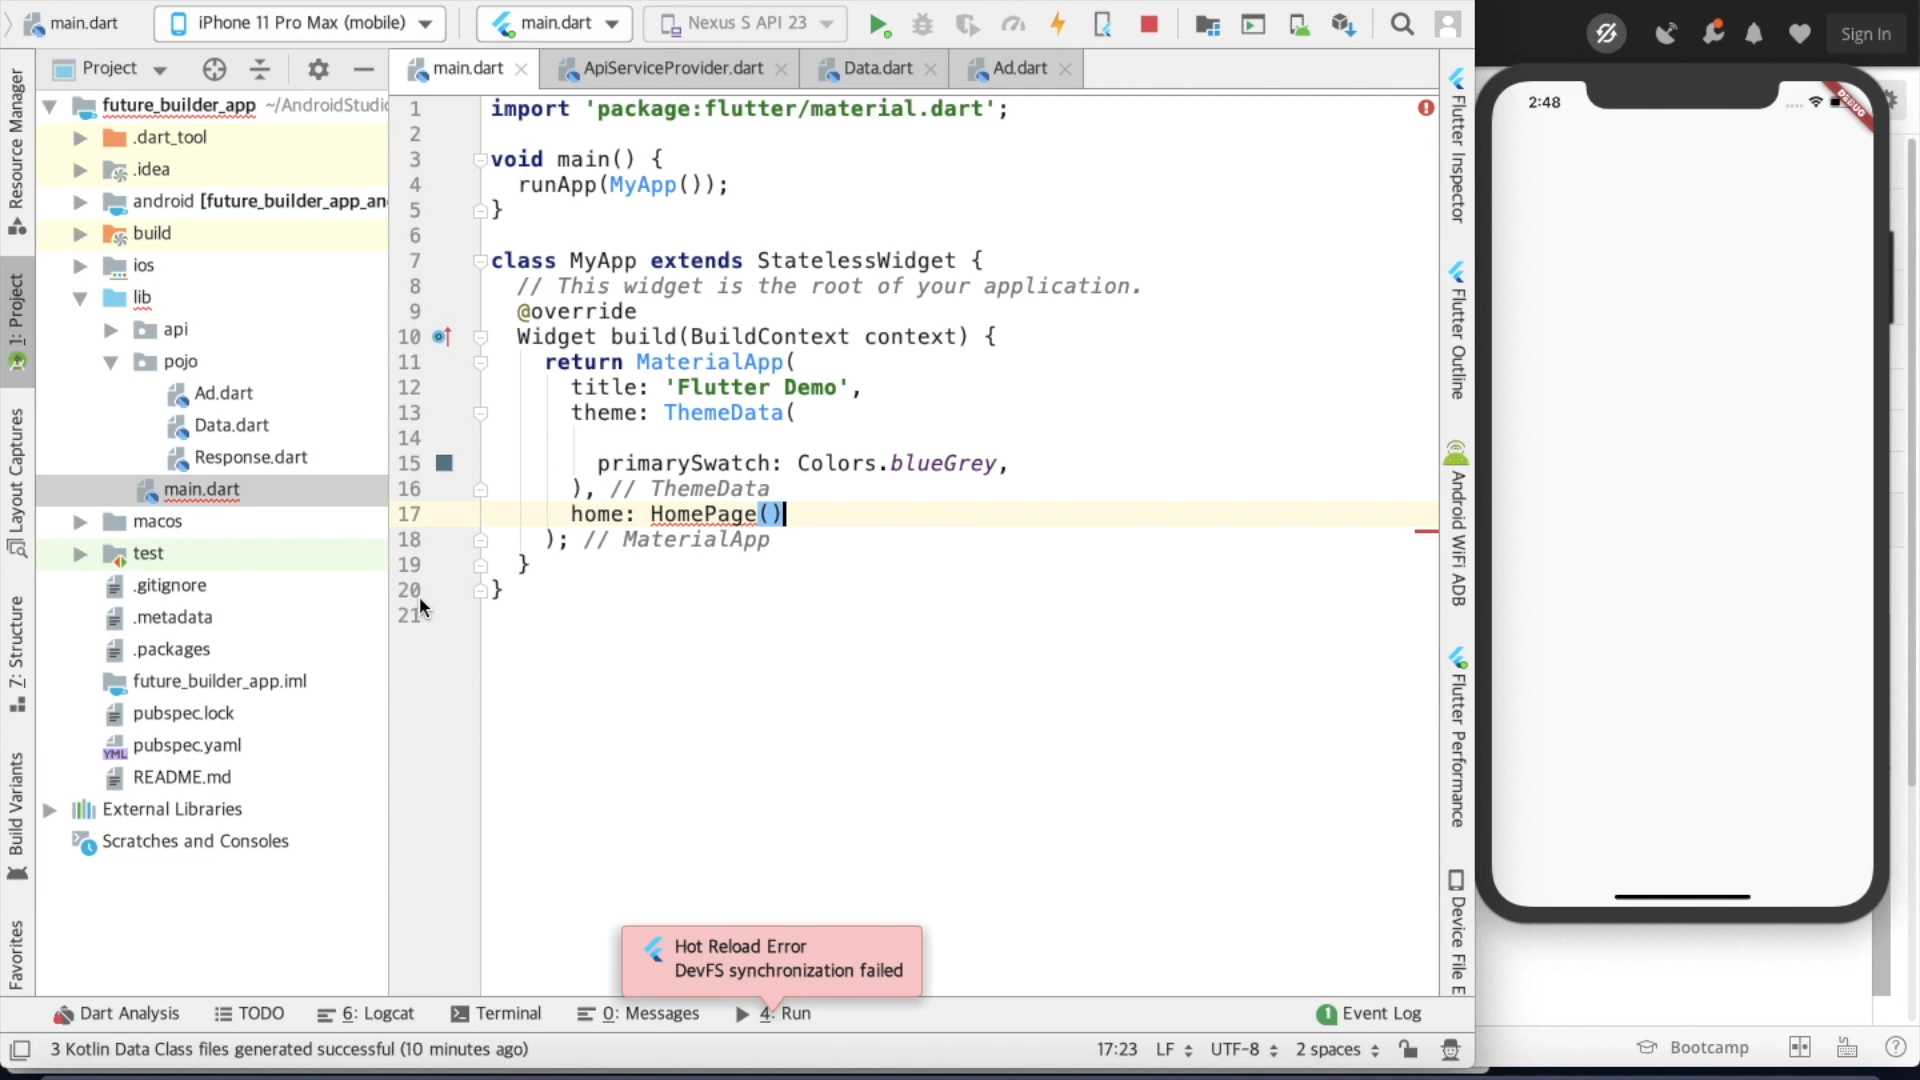 main.dart
iPhone 11 Pro Max (mobile)
main.dart
Nexus S API 23
Sign In
Project
main.dart
ApiServiceProvider.dart
Data.dart
Ad.dart
Resource Manager
1: Project
Layout Captures
7: Structure
Build Variants
Favorites
future_builder_app ~/AndroidStudio
.dart_tool
.idea
android [future_builder_app_an
build
ios
lib
api
pojo
Ad.dart
Data.dart
Response.dart
main.dart
macos
test
.gitignore
.metadata
.packages
future_builder_app.iml
pubspec.lock
YML
pubspec.yaml
README.md
External Libraries
Scratches and Consoles
1 import 'package:flutter/material.dart';
2
3 void main() {
4 runApp(MyApp());
5 }
6
7 class MyApp extends StatelessWidget {
8 // This widget is the root of your application.
9 @override
10 Widget build(BuildContext context) {
11 return MaterialApp(
12 title: 'Flutter Demo',
13 theme: ThemeData(
14
15 primarySwatch: Colors.blueGrey,
16 ), // ThemeData
17 home: HomePage()
18 ); // MaterialApp
19 }
20 }
21
Flutter Inspector
Flutter Outline
Android WiFi ADB
Flutter Performance
Device File E
2:48
DEBUG
Hot Reload Error
DevFS synchronization failed
Dart Analysis
TODO
6: Logcat
Terminal
0: Messages
4: Run
1 Event Log
3 Kotlin Data Class files generated successful (10 minutes ago)
17:23
LF
UTF-8
2 spaces
Bootcamp